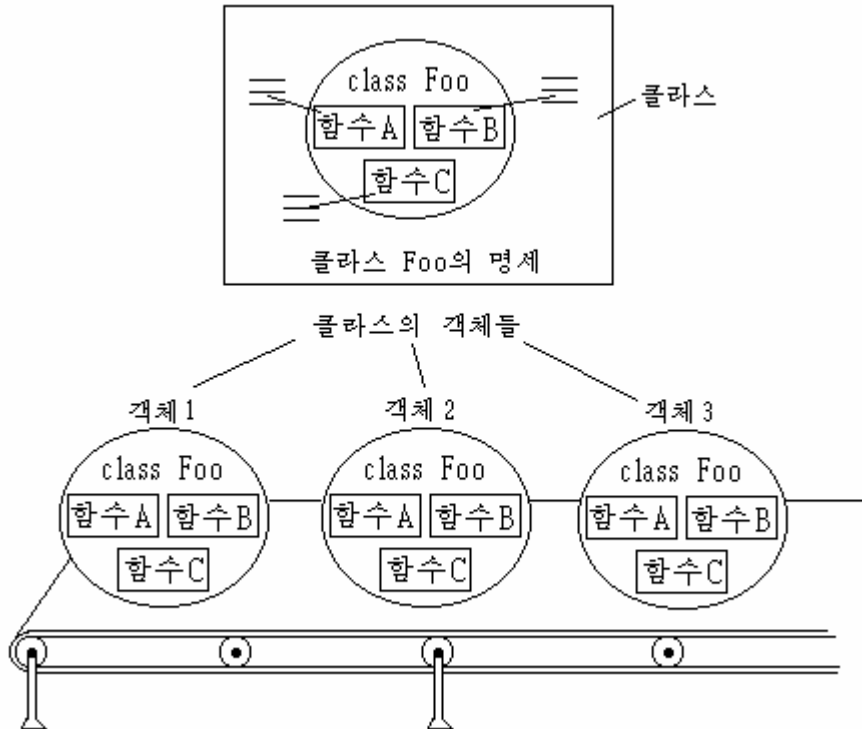 class Foo
함수A 함수B
클라스
함수C
클라스 Foo의 명세
클라스의 객체들
객체1 객체2 객체3
class Foo class Foo class Foo
함수A 함수B 함수A 함수B 함수A 함수B
함수C 함수C 함수C